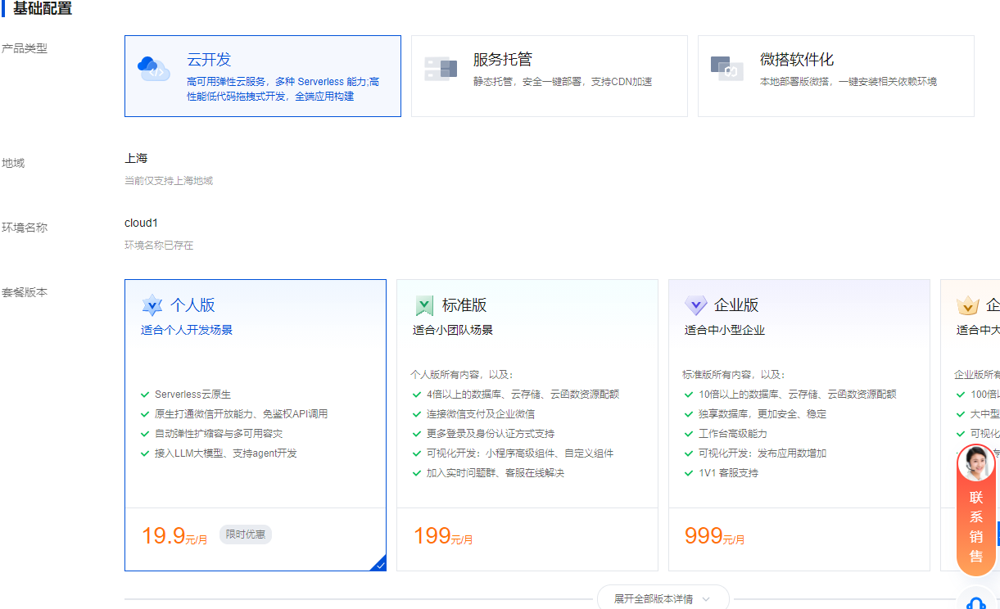 基础配置
产品类型
云开发
高可用弹性云服务，多种 Serverless 能力;高
性能低代码拖拽式开发，全端应用构建
服务托管
静态托管，安全一键部署，支持CDN加速
微搭软件化
本地部署版微搭，一键安装相关依赖环境
地域
上海
当前仅支持上海地域
环境名称
cloud1
环境名称已存在
套餐版本
个人版
适合个人开发场景
Serverless云原生
原生打通微信开放能力、免鉴权API调用
自动弹性扩缩容与多可用容灾
接入LLM大模型、支持agent开发
19.9元/月
限时优惠
标准版
适合小团队场景
个人版所有内容，以及：
4倍以上的数据库、云存储、云函数资源配额
连接微信支付及企业微信
更多登录及身份认证方式支持
可视化开发：小程序高级组件、自定义组件
加入实时问题群、客服在线解决
199元/月
企业版
适合中小型企业
标准版所有内容，以及：
10倍以上的数据库、云存储、云函数资源配额
独享数据库，更加安全、稳定
工作台高级能力
可视化开发：发布应用数增加
1V1 客服支持
999元/月
企
适合中大
企业版所有
100倍以
大中型
可视化
联系销售
展开全部版本详情